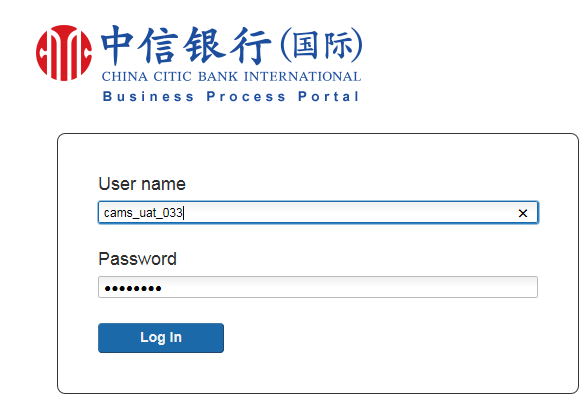 中信银行(国际)
CHINA CITIC BANK INTERNATIONAL
Business Process Portal
User name
cams_uat_033
Password
••••••••
Log In